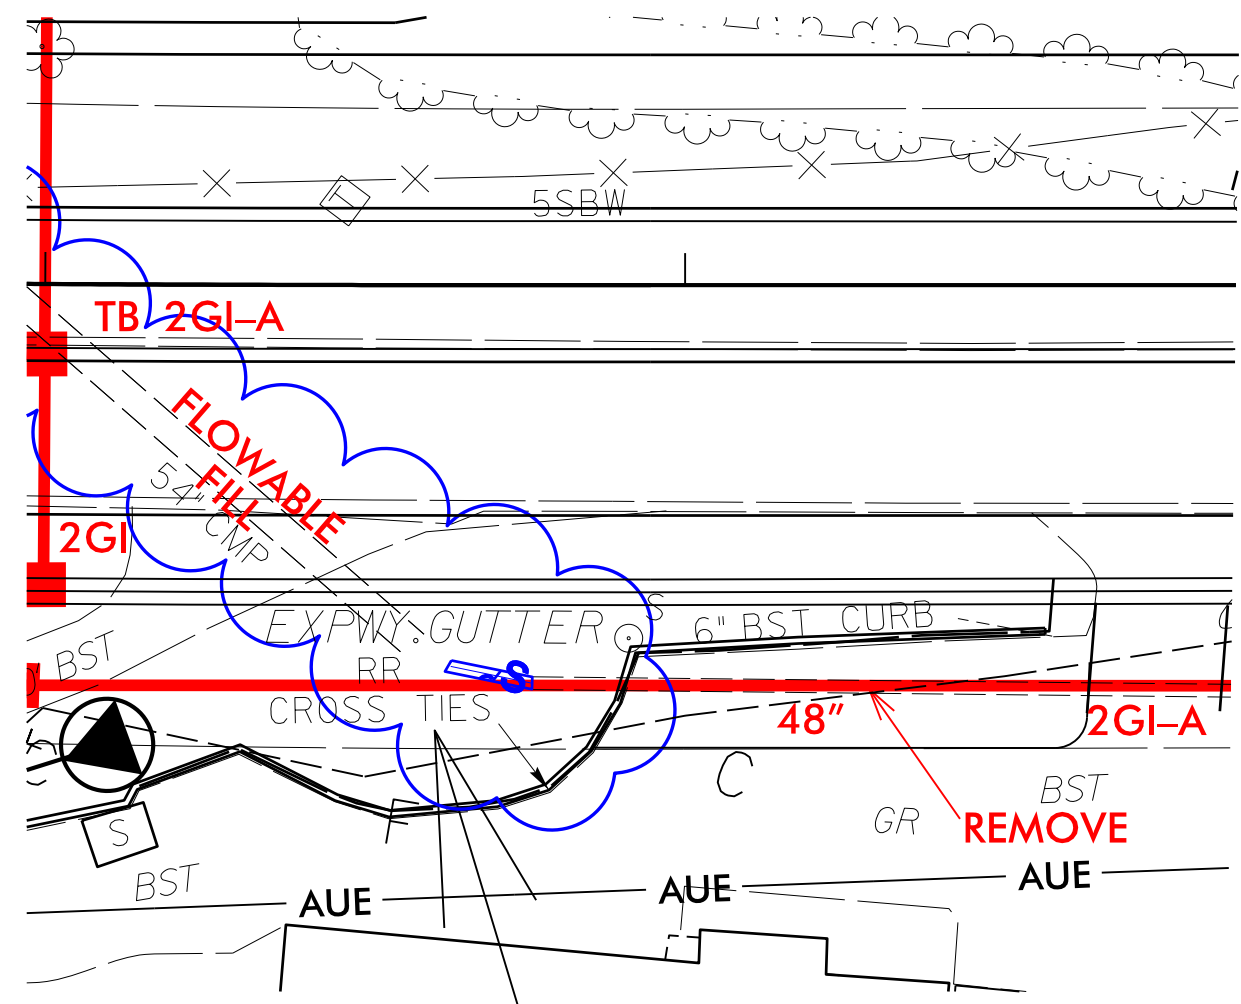 T
5SBW
TB 2GI–A
FLOWABLE
FILL
54" CMP
2GI
EXPWY.GUTTER
S
6" BST CURB
BST
RR
CROSS TIES
S
48"
2GI–A
C
BST
GR
REMOVE
S
BST
AUE
AUE
AUE